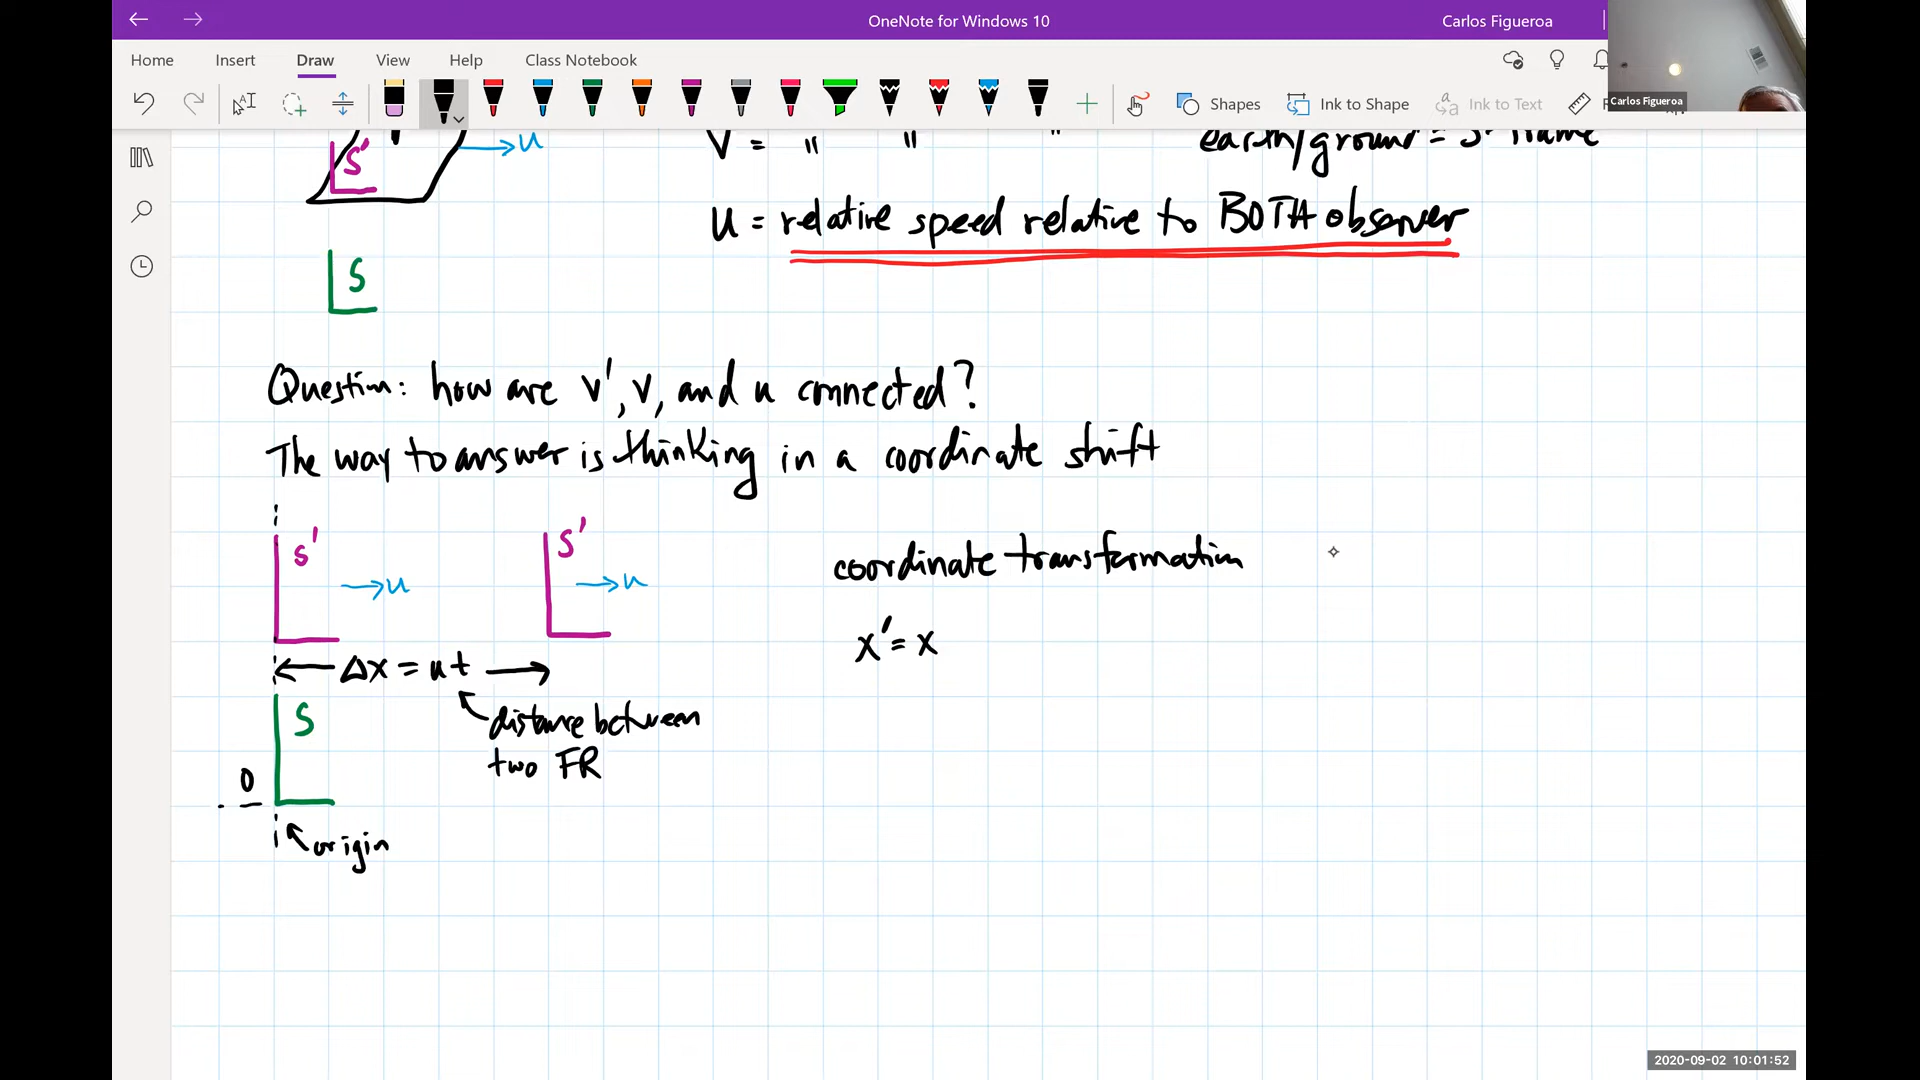 OneNote for Windows 10
Carlos Figueroa
Home Insert Draw View Help Class Notebook
Shapes Ink to Shape Ink to Text
Carlos Figueroa
S' u
V = " " " earth/ground = S frame
u = relative speed relative to BOTH observer
S
Question: how are v', v, and u connected?
The way to answer is thinking in a coordinate shift
S' → u S' → u
coordinate transformation
x' = x
← Δx = ut →
S
distance between
two FR
0
origin
2020-09-02 10:01:52